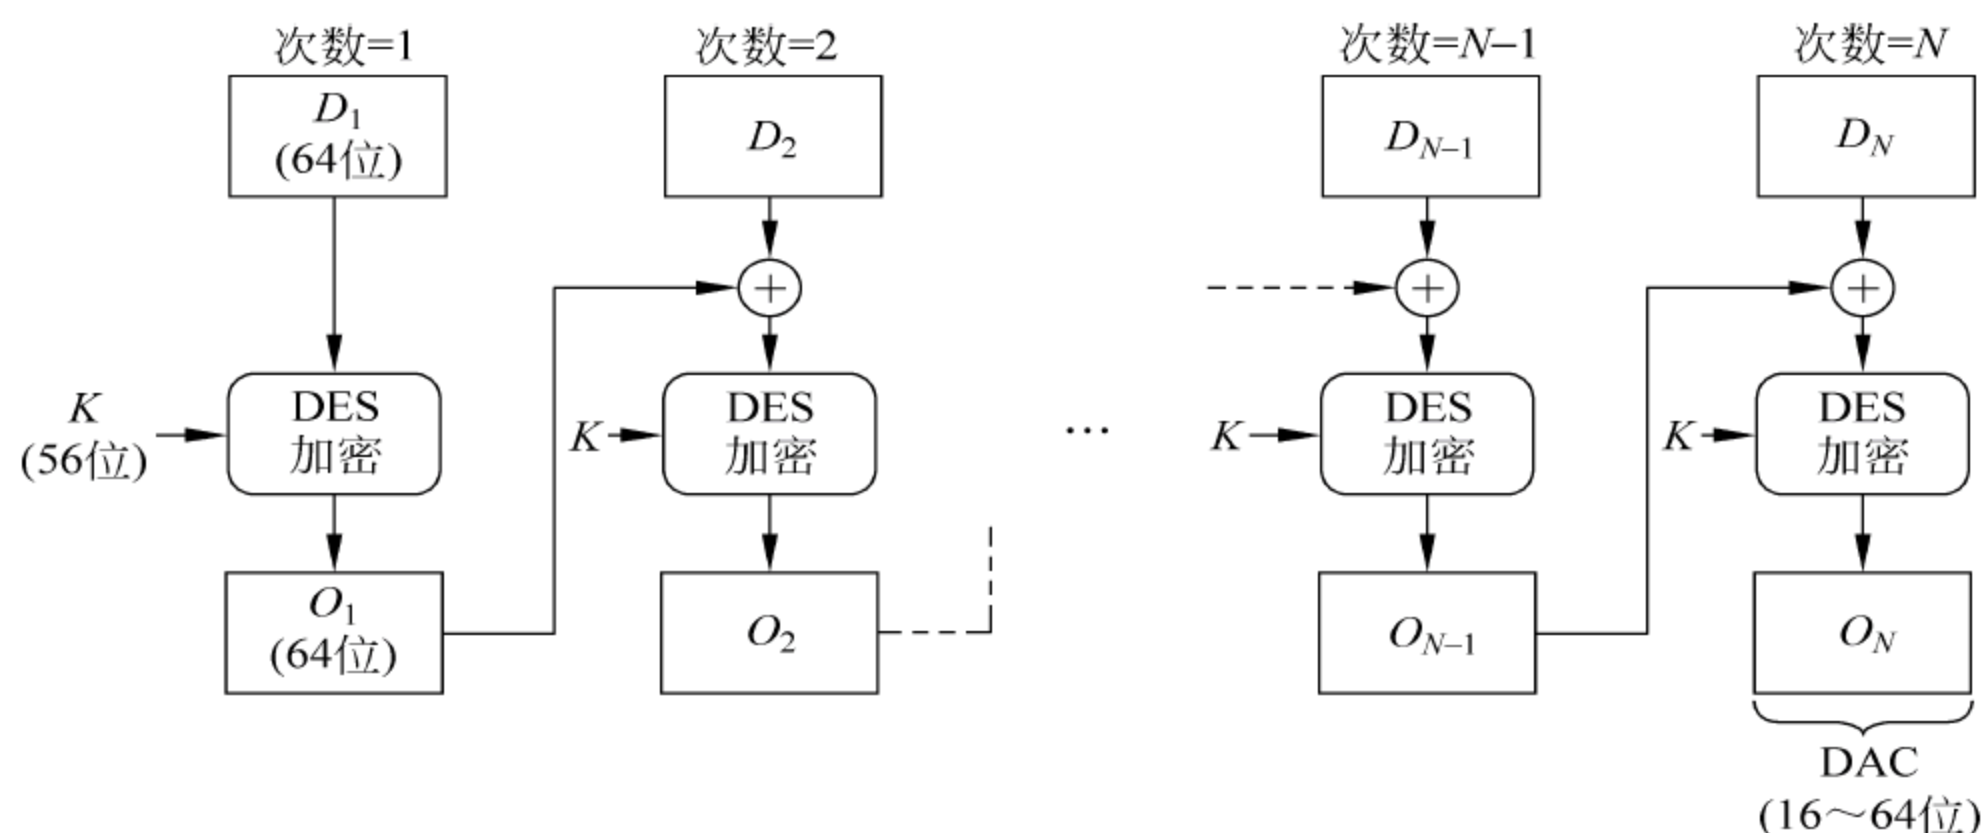 次数=1
次数=2
次数=N–1
次数=N
D1
(64位)
D2
DN–1
DN
+
+
+
K
(56位)
DES
加密
K
DES
加密
…
K
DES
加密
K
DES
加密
O1
(64位)
O2
ON–1
ON
DAC
(16～64位)